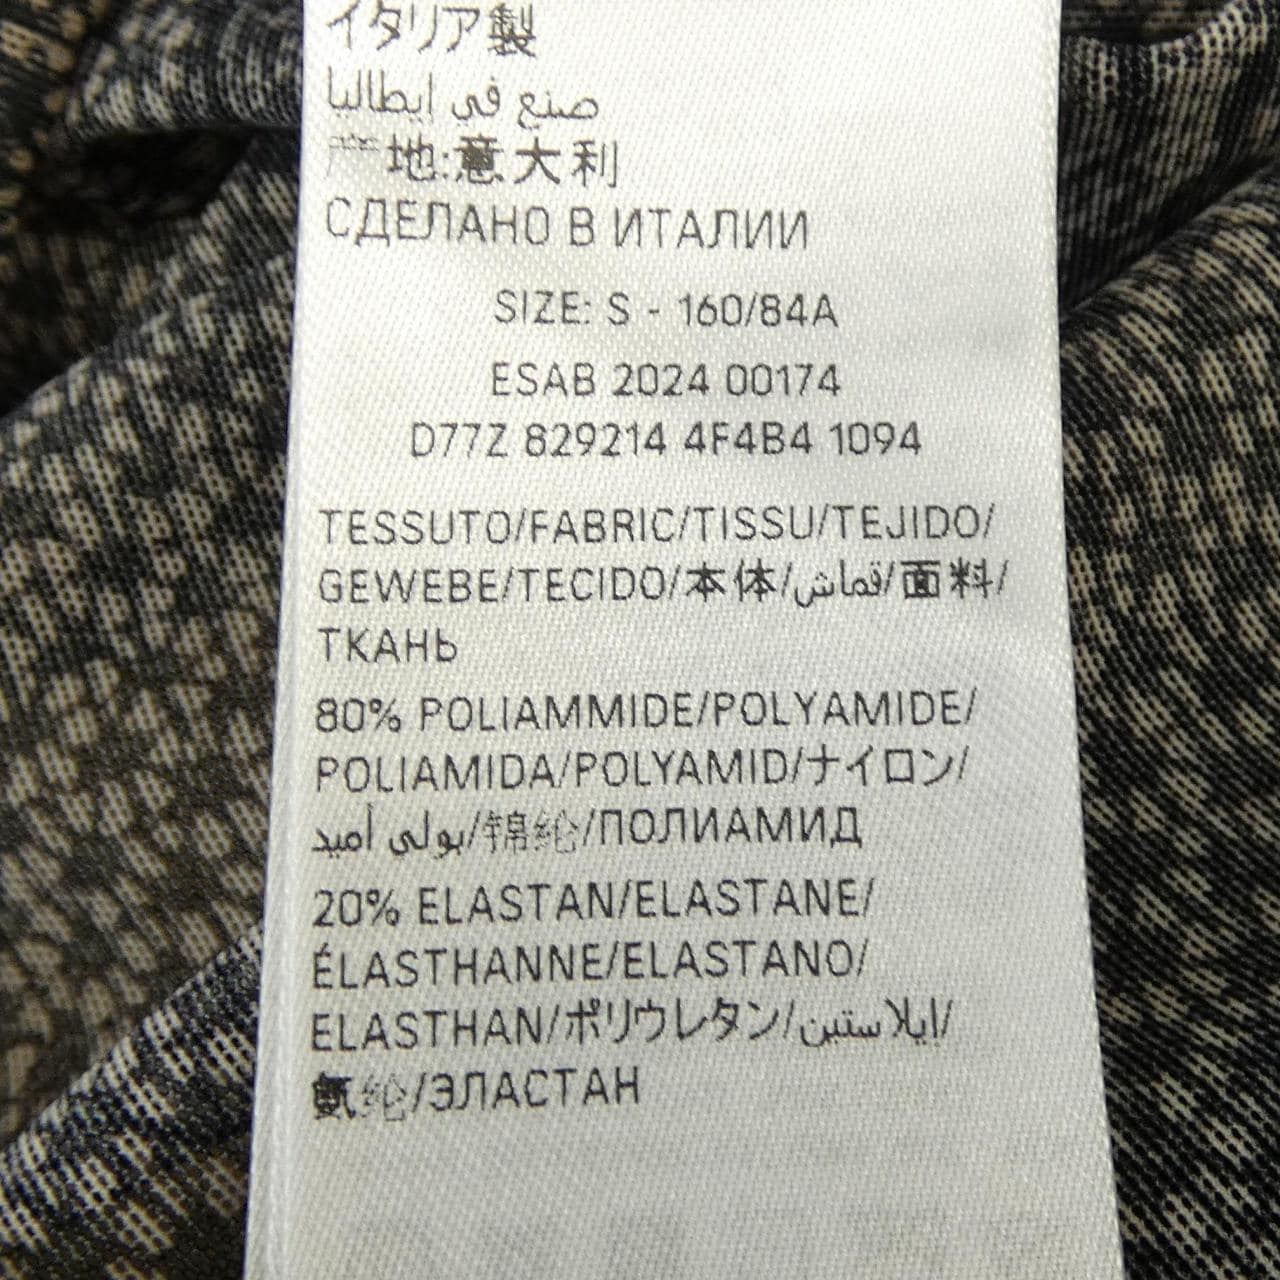 イタリア製
صنع في إيطاليا
产地:意大利
СДЕЛАНО В ИТАЛИИ
SIZE: S - 160/84A
ESAB 2024 00174
D77Z 829214 4F4B4 1094
TESSUTO/FABRIC/TISSU/TEJIDO/
GEWEBE/TECIDO/本体/قماش/面料/
ТКАНЬ
80% POLIAMMIDE/POLYAMIDE/
POLIAMIDA/POLYAMID/ナイロン/
بولي أميد/锦纶/ПОЛИАМИД
20% ELASTAN/ELASTANE/
ÉLASTHANNE/ELASTANO/
ELASTHAN/ポリウレタン/إيلاستين/
氨纶/ЭЛАСТАН